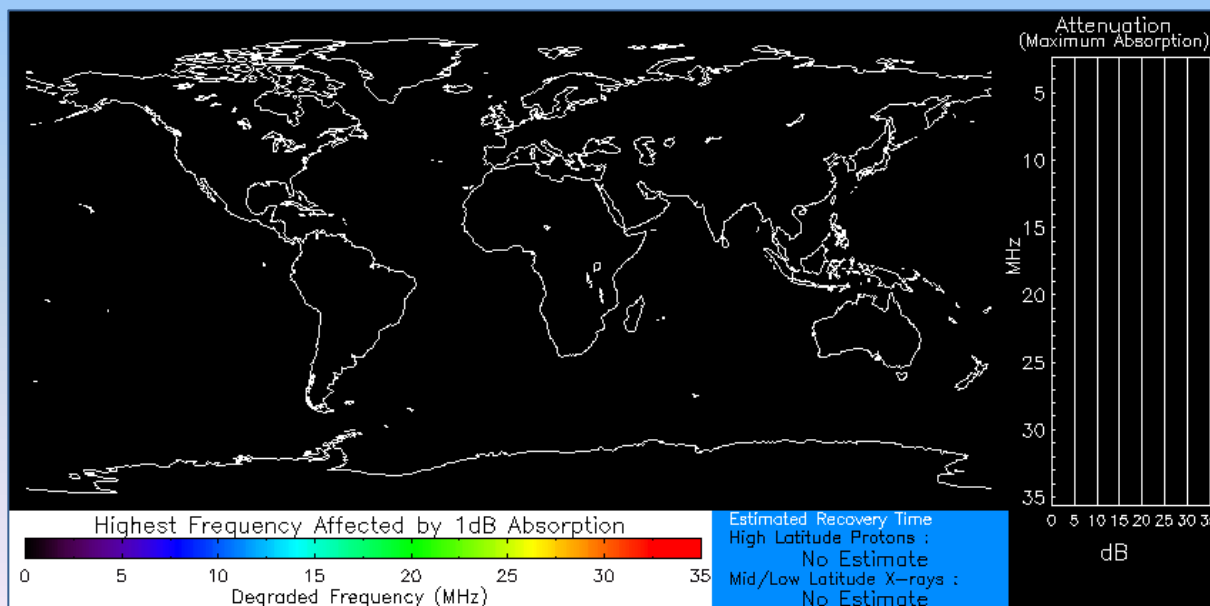 Attenuation
(Maximum Absorption)
5
10
15
20
25
30
35
MHz
0 5 10 15 20 25 30 35
dB
Highest Frequency Affected by 1dB Absorption
0 5 10 15 20 25 30 35
Degraded Frequency (MHz)
Estimated Recovery Time
High Latitude Protons :
No Estimate
Mid/Low Latitude X-rays :
No Estimate